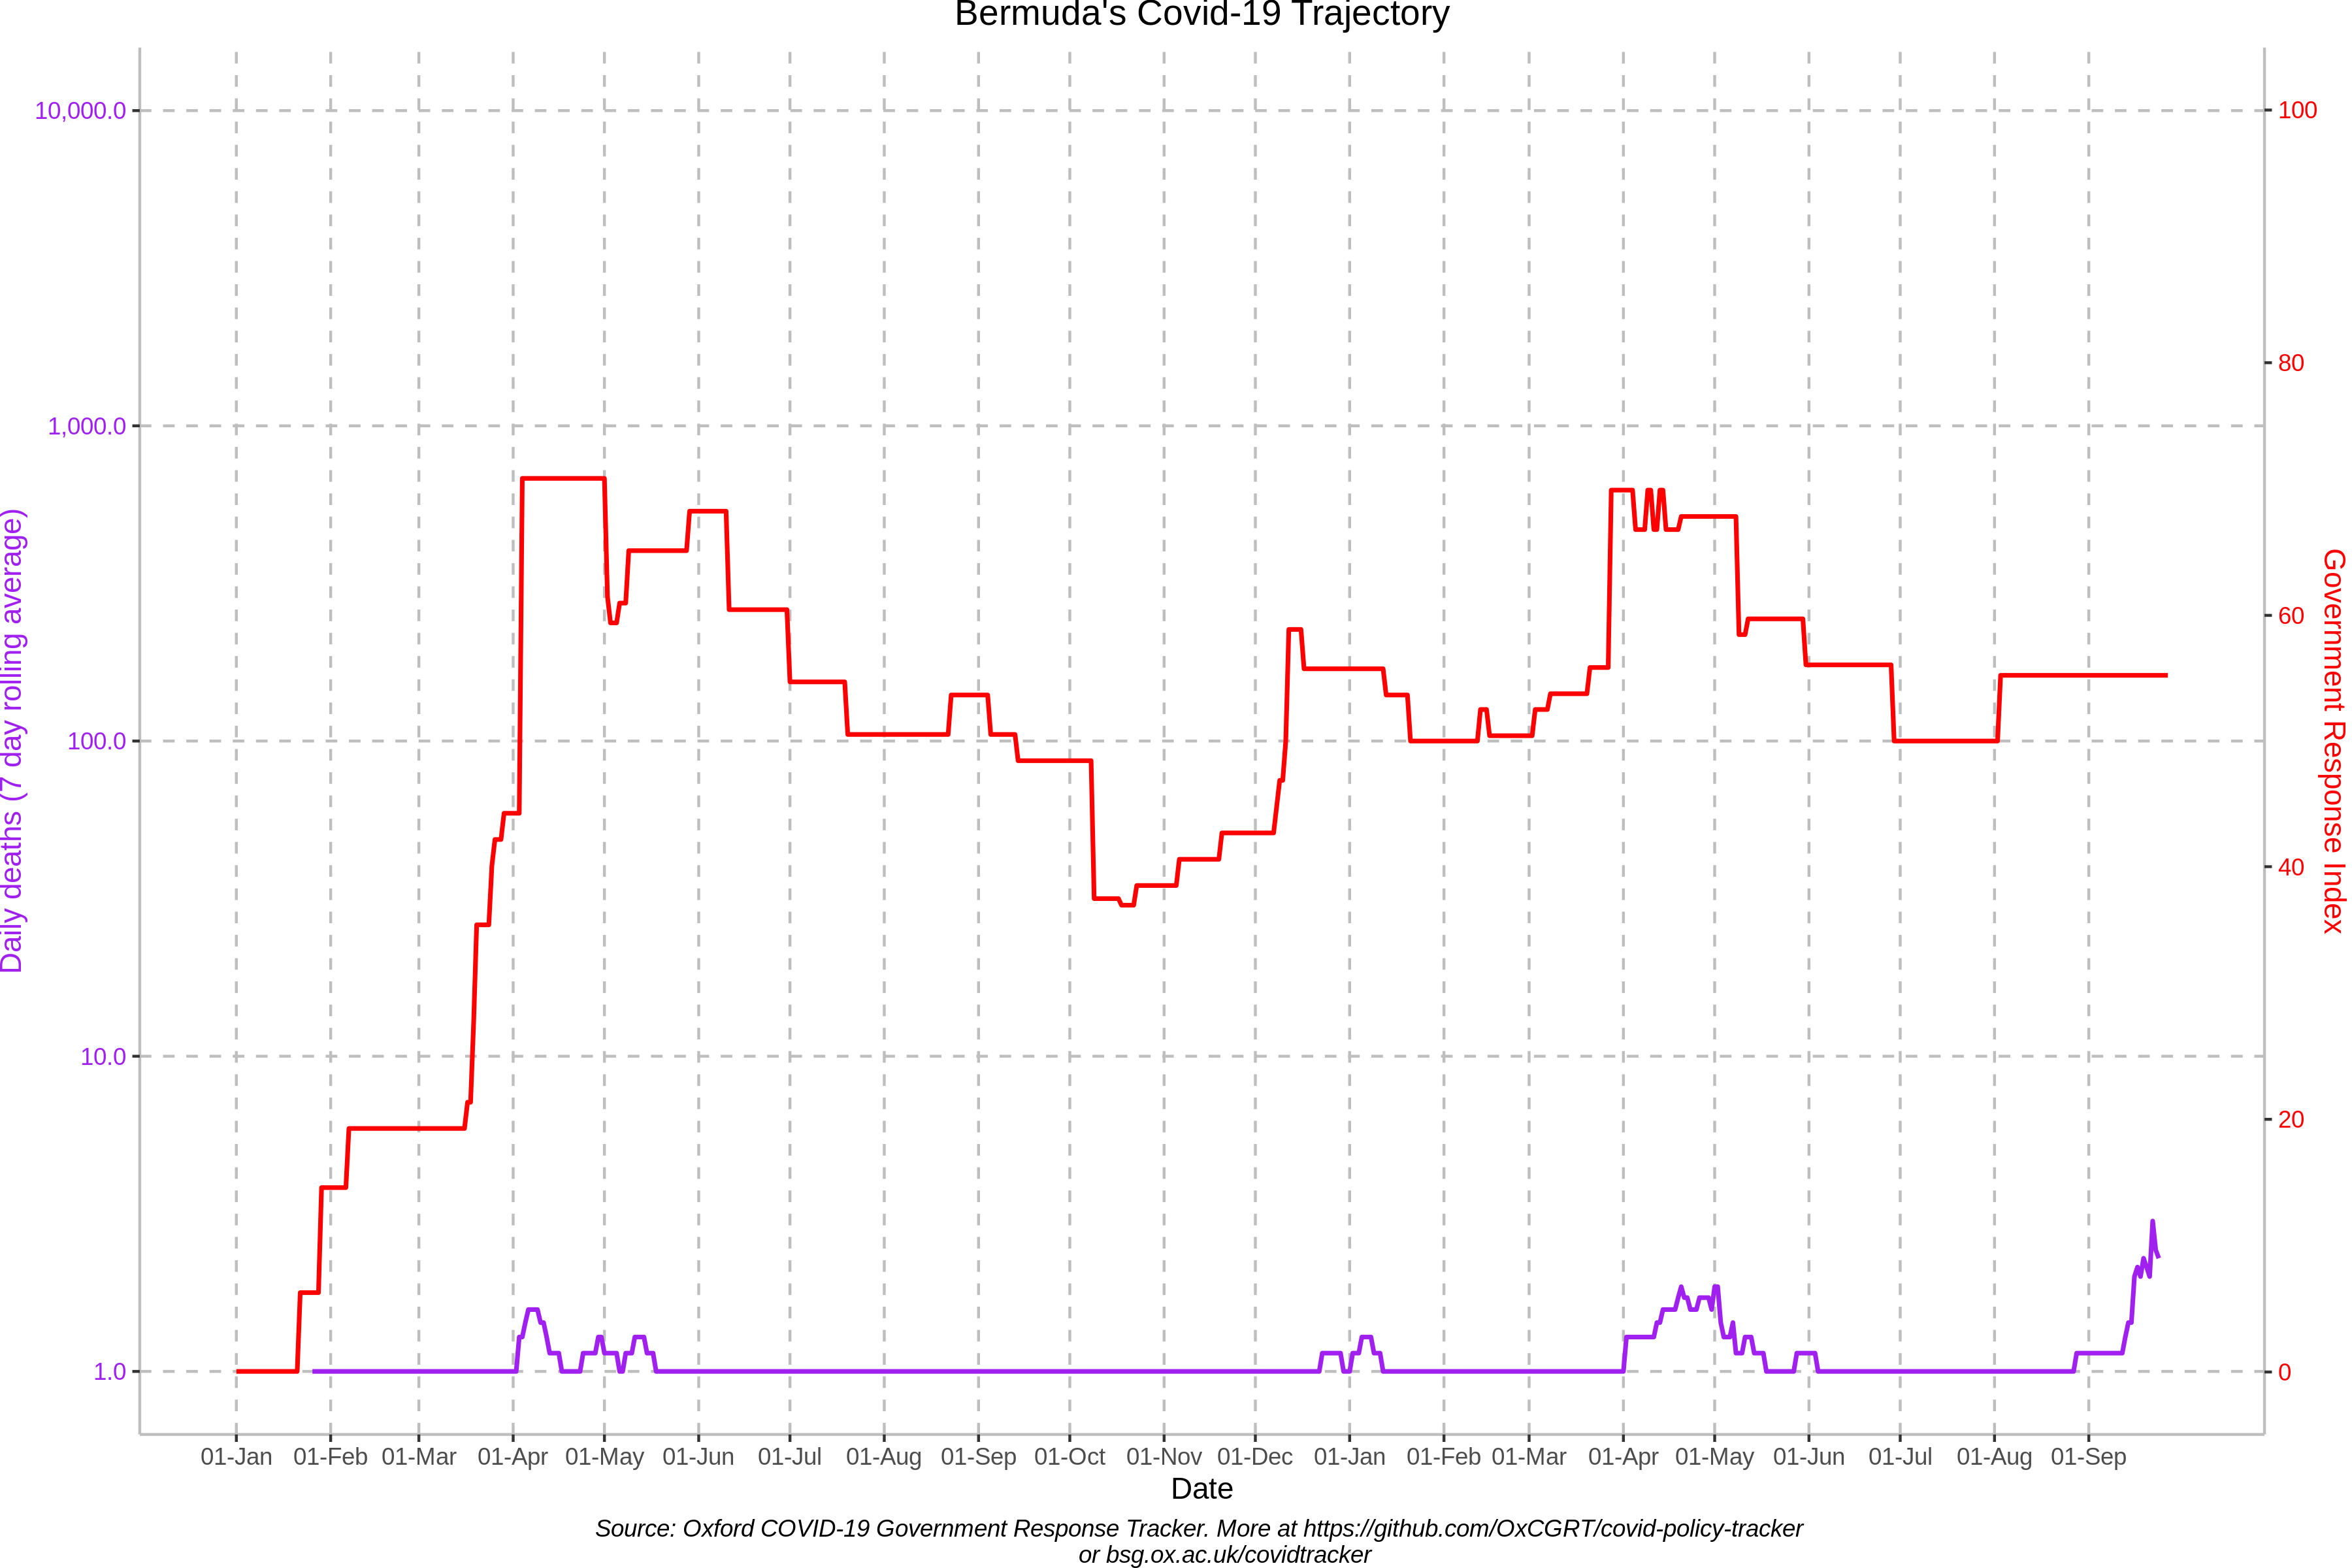 Bermuda's Covid-19 Trajectory
10,000.0
1,000.0
100.0
10.0
1.0
Daily deaths (7 day rolling average)
100
80
60
40
20
0
Government Response Index
01-Jan 01-Feb 01-Mar 01-Apr 01-May 01-Jun 01-Jul 01-Aug 01-Sep 01-Oct 01-Nov 01-Dec 01-Jan 01-Feb 01-Mar 01-Apr 01-May 01-Jun 01-Jul 01-Aug 01-Sep
Date
Source: Oxford COVID-19 Government Response Tracker. More at https://github.com/OxCGRT/covid-policy-tracker
or bsg.ox.ac.uk/covidtracker